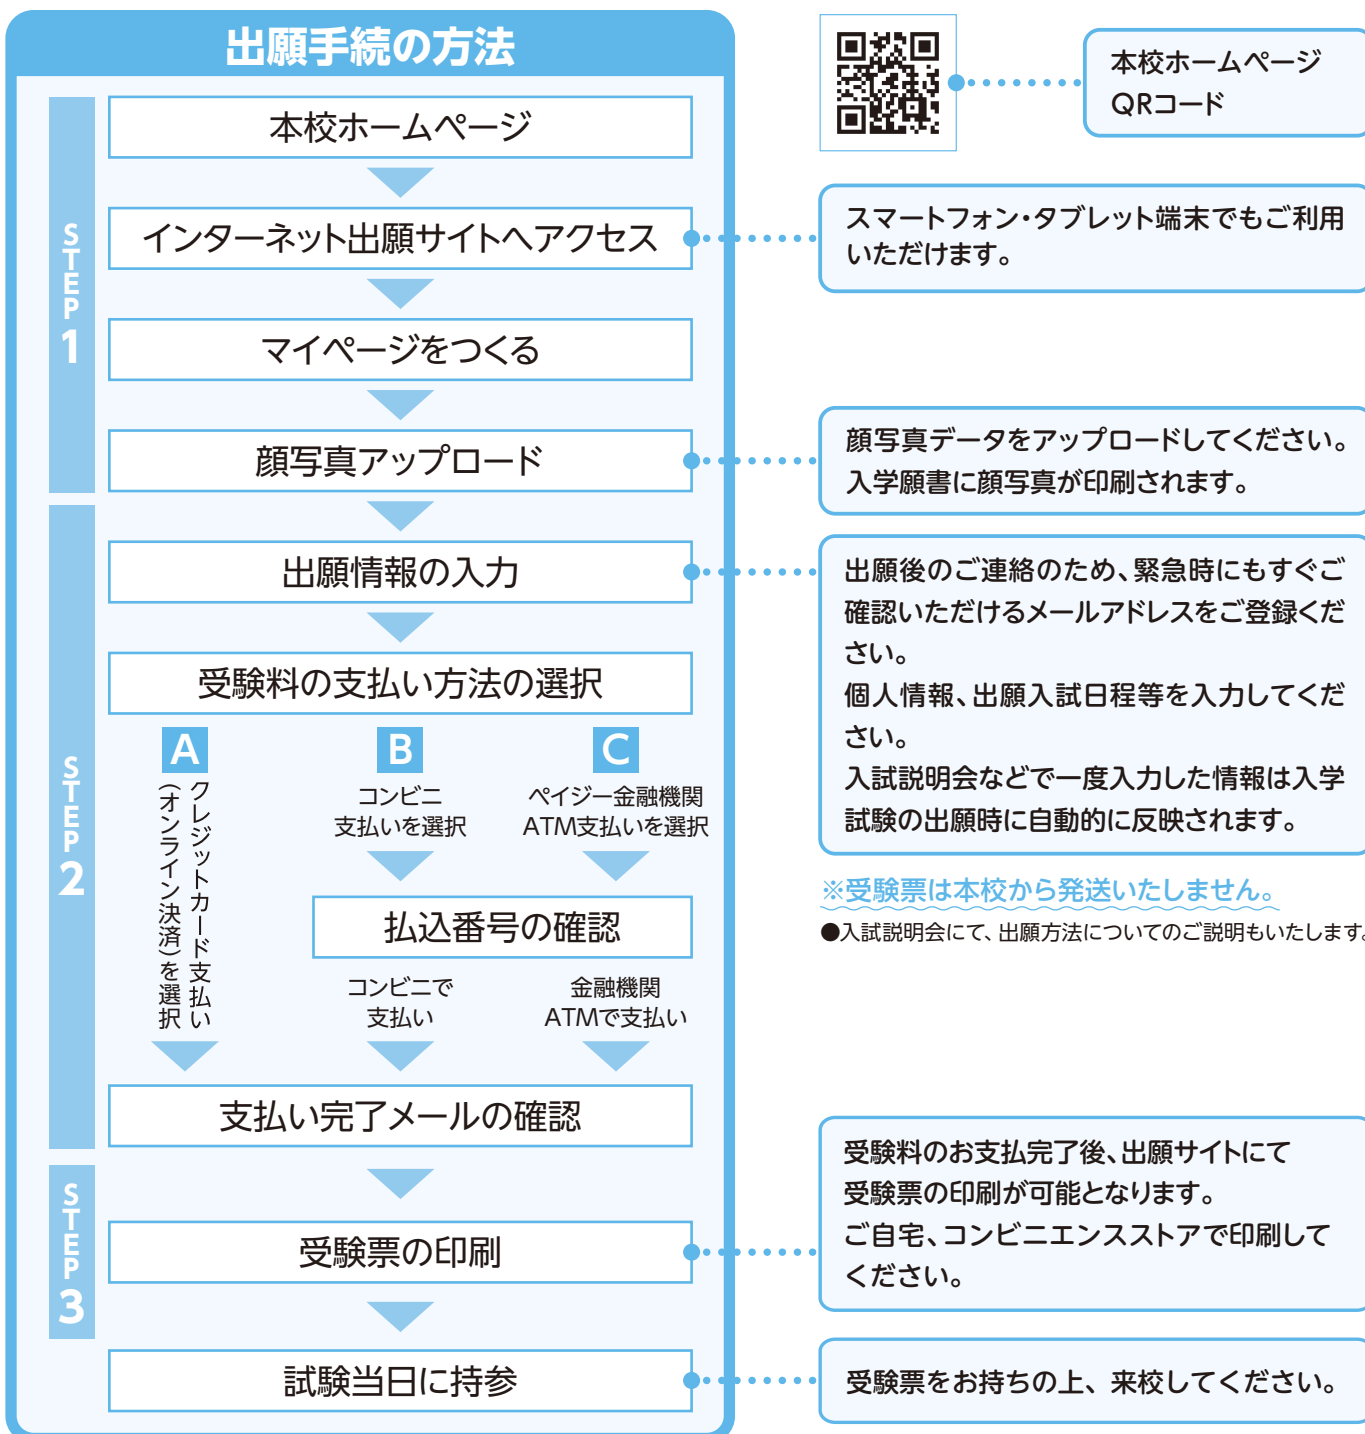 出願手続の方法
STEP 1
本校ホームページ
本校ホームページ
QRコード
インターネット出願サイトへアクセス
スマートフォン・タブレット端末でもご利用
いただけます。
マイページをつくる
顔写真アップロード
顔写真データをアップロードしてください。
入学願書に顔写真が印刷されます。
STEP 2
出願情報の入力
出願後のご連絡のため、緊急時にもすぐご
確認いただけるメールアドレスをご登録くだ
さい。
個人情報、出願入試日程等を入力してくだ
さい。
入試説明会などで一度入力した情報は入学
試験の出願時に自動的に反映されます。
受験料の支払い方法の選択
A
クレジットカード支払い
(オンライン決済)を選択
B
コンビニ
支払いを選択
C
ペイジー金融機関
ATM支払いを選択
払込番号の確認
コンビニで
支払い
金融機関
ATMで支払い
※受験票は本校から発送いたしません。
●入試説明会にて、出願方法についてのご説明もいたします。
支払い完了メールの確認
STEP 3
受験票の印刷
受験料のお支払完了後、出願サイトにて
受験票の印刷が可能となります。
ご自宅、コンビニエンスストアで印刷して
ください。
試験当日に持参
受験票をお持ちの上、来校してください。